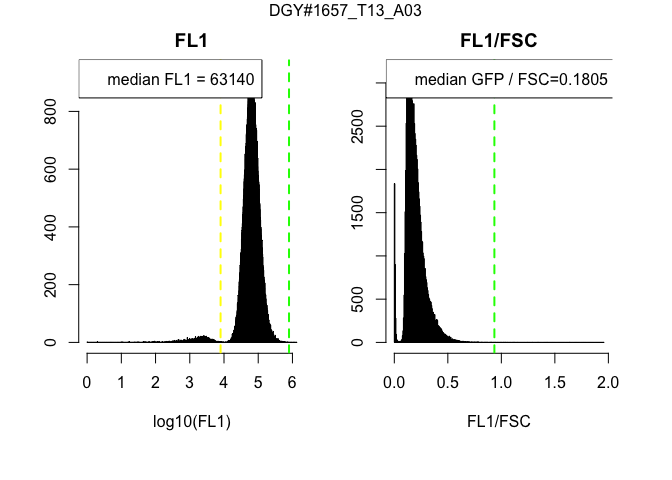 DGY#1657_T13_A03
FL1
median FL1 = 63140
0 200 400 600 800
0 1 2 3 4 5 6
log10(FL1)
FL1/FSC
median GFP / FSC=0.1805
0 500 1500 2500
0.0 0.5 1.0 1.5 2.0
FL1/FSC